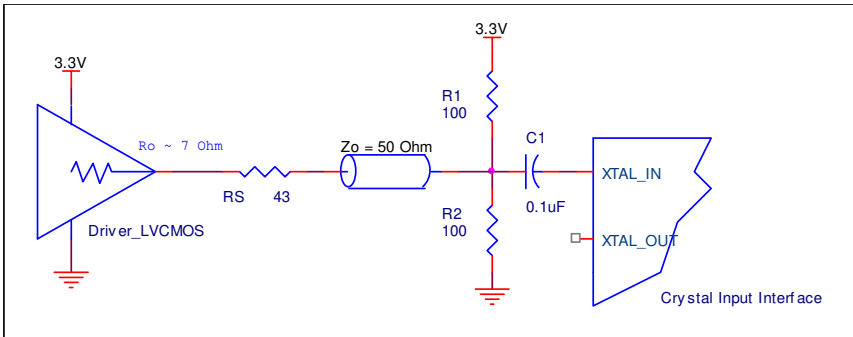 3.3V
3.3V
R1
100
C1
Ro ~ 7 Ohm
Zo = 50 Ohm
XTAL_IN
RS 43
0.1uF
R2
100
Driver_LVCMOS
XTAL_OUT
Crystal Input Interface